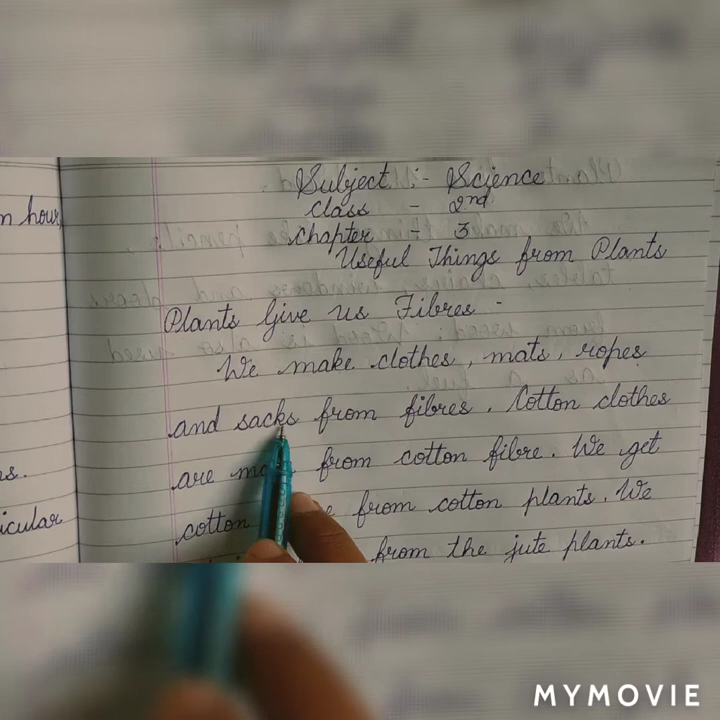 n hour,
s.
icular
Subject :- Science
Class - 2nd
Chapter - 3
Useful Things from Plants
Plants Give us Fibres -
We make clothes, mats, ropes
and sacks from fibres. Cotton clothes
are from cotton fibre. We get
cotton from cotton plants. We
from the jute plants.
MYMOVIE